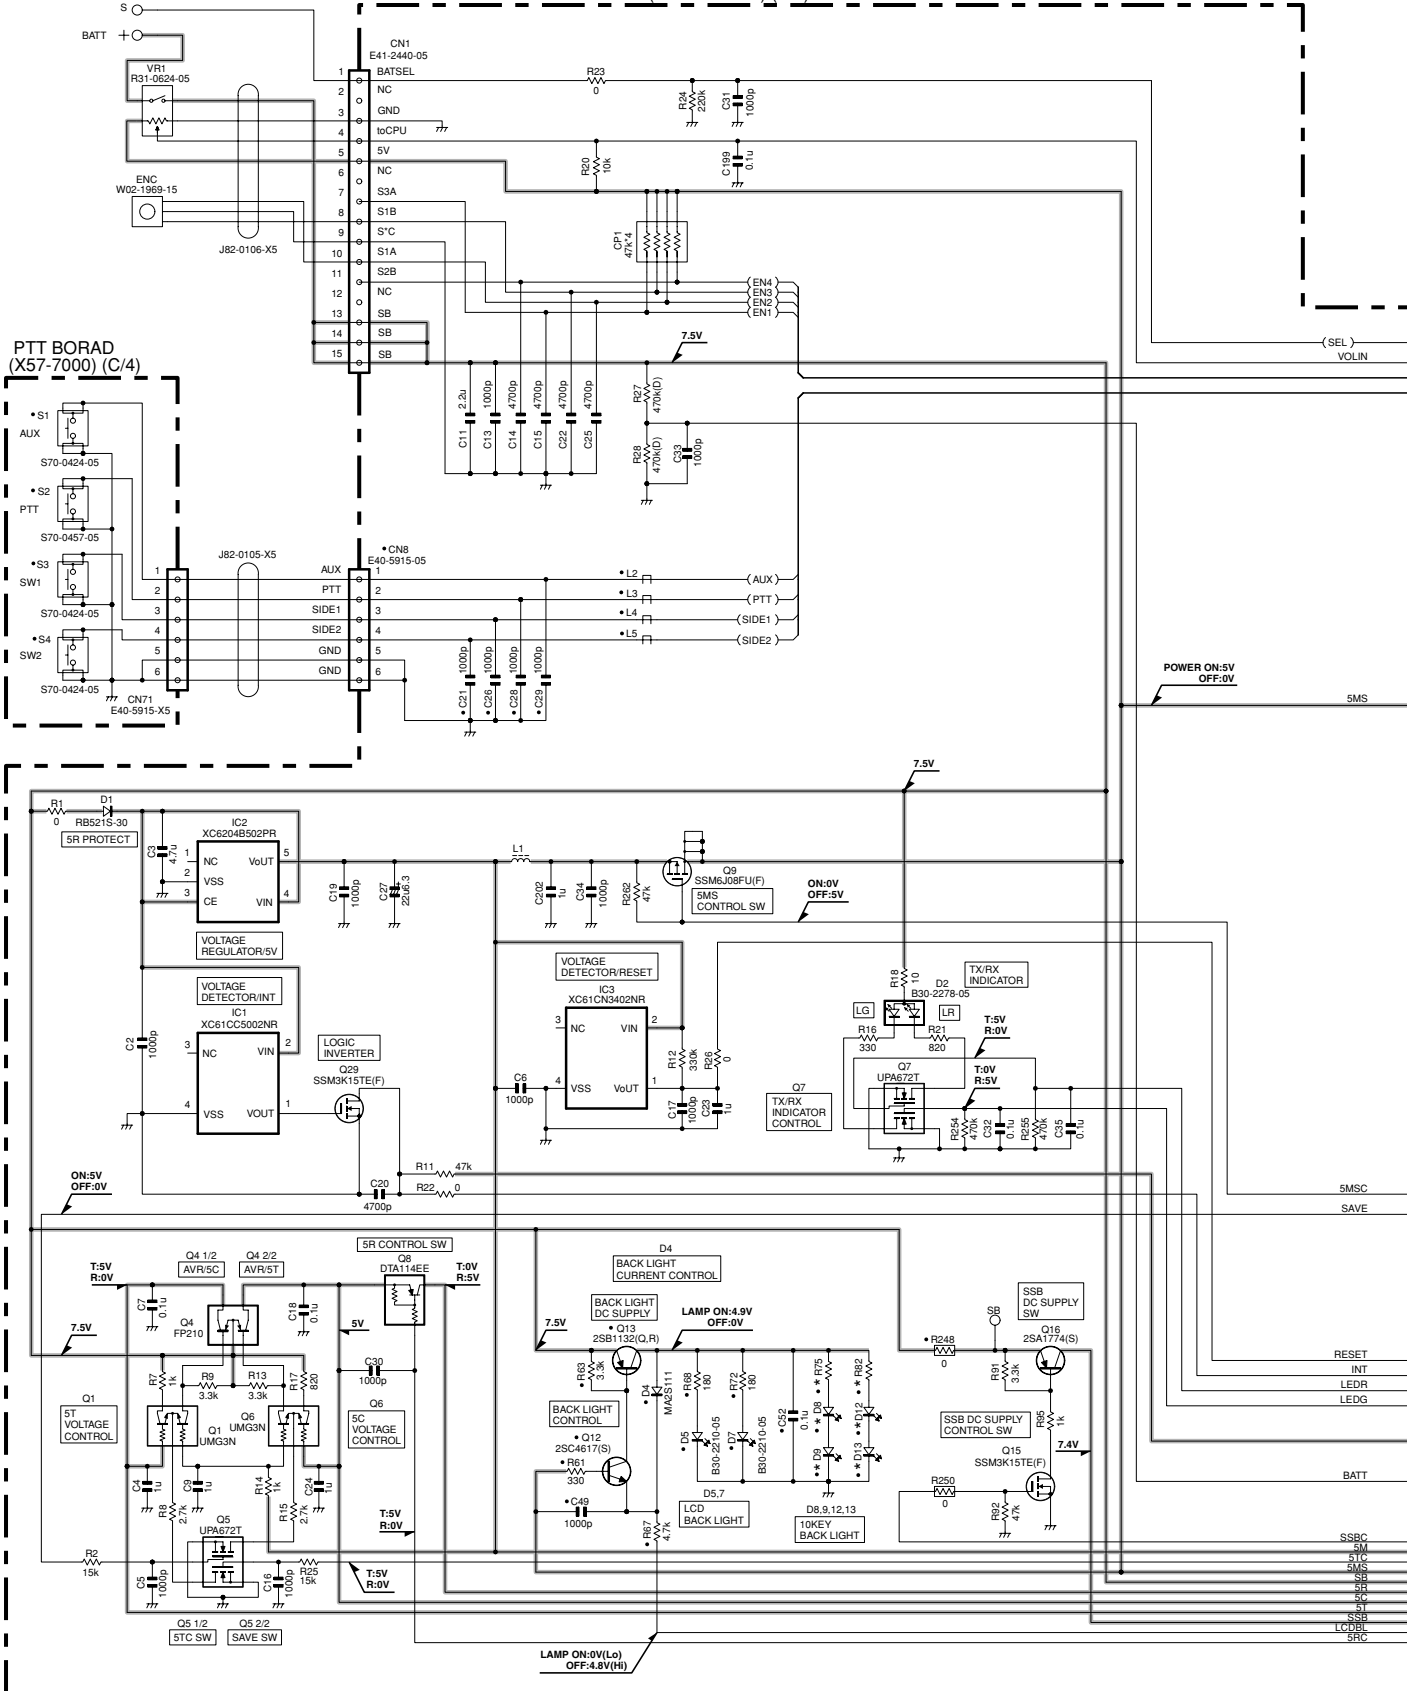 S
BATT +
VR1
R31-0624-05
ENC
W02-1969-15
J82-0106-X5
CN1
E41-2440-05
1 BATSEL
2 NC
3 GND
4 toCPU
5 5V
6 NC
7 S3A
8 S1B
9 S*C
10 S1A
11 S2B
12 NC
13 SB
14 SB
15 SB
R23
0
R24
220k
C31
1000p
R20
10k
C199
0.1u
CP1
47k*4
EN4
EN3
EN2
EN1
7.5V
SEL
VOLIN
C11 2.2u
C13 1000p
C14 4700p
C15 4700p
C22 4700p
C25 4700p
R27
470k(D)
R28
470k(D)
C33
1000p
PTT BORAD
(X57-7000) (C/4)
•S1
AUX
S70-0424-05
•S2
PTT
S70-0457-05
•S3
SW1
S70-0424-05
•S4
SW2
S70-0424-05
1
2
3
4
5
6
CN71
E40-5915-X5
J82-0105-X5
•CN8
E40-5915-05
AUX 1
PTT 2
SIDE1 3
SIDE2 4
GND 5
GND 6
•L2 AUX
•L3 PTT
•L4 SIDE1
•L5 SIDE2
•C21 1000p
•C26 1000p
•C28 1000p
•C29 1000p
POWER ON:5V
OFF:0V
5MS
7.5V
R1
0
D1
RB521S-30
5R PROTECT
C3
4.7u
IC2
XC6204B502PR
1 NC
2 VSS
3 CE
VoUT 5
VIN 4
VOLTAGE
REGULATOR/5V
C19
1000p
C27
22u6.3
+
L1
C202
1u
C34
1000p
R262
47k
Q9
SSM6J08FU(F)
5MS
CONTROL SW
ON:0V
OFF:5V
VOLTAGE
DETECTOR/INT
IC1
XC61CC5002NR
3 NC
4 VSS
VIN 2
VOUT 1
C2
1000p
LOGIC
INVERTER
Q29
SSM3K15TE(F)
VOLTAGE
DETECTOR/RESET
IC3
XC61CN3402NR
3 NC
4 VSS
VIN 2
VoUT 1
C6
1000p
R12
330k
R26
0
C17
1000p
C23
1u
R18
10
TX/RX
INDICATOR
D2
B30-2278-05
LG
LR
R16
330
R21
820
T:5V
R:0V
Q7
UPA672T
T:0V
R:5V
Q7
TX/RX
INDICATOR
CONTROL
R254
470k
C32
0.1u
R255
470k
C35
0.1u
R11 47k
R22 0
C20
4700p
ON:5V
OFF:0V
5MSC
SAVE
Q4 1/2
AVR/5C
Q4 2/2
AVR/5T
5R CONTROL SW
Q8
DTA114EE
T:5V
R:0V
T:0V
R:5V
C7
0.1u
Q4
FP210
C18
0.1u
7.5V
5V
C30
1000p
R7
1k
R9
3.3k
R13
3.3k
R17
820
Q1
5T
VOLTAGE
CONTROL
Q1
UMG3N
Q6
UMG3N
Q6
5C
VOLTAGE
CONTROL
C4
1u
C9
1u
R14
1k
C24
1u
R8
2.7k
R15
2.7k
Q5
UPA672T
R2
15k
C5
1000p
C16
1000p
R25
15k
T:5V
R:0V
T:5V
R:0V
Q5 1/2
5TC SW
Q5 2/2
SAVE SW
D4
BACK LIGHT
CURRENT CONTROL
BACK LIGHT
DC SUPPLY
•Q13
2SB1132(Q,R)
7.5V
LAMP ON:4.9V
OFF:0V
•R63
3.3k
•D4
MA2S111
•R68
180
•R72
180
•D5
B30-2210-05
•D7
B30-2210-05
•C52
0.1u
•*R75
•*R82
•*D8
•*D9
•*D12
•*D13
BACK LIGHT
CONTROL
•Q12
2SC4617(S)
•R61
330
•C49
1000p
•R67
4.7k
D5,7
LCD
BACK LIGHT
D8,9,12,13
10KEY
BACK LIGHT
LAMP ON:0V(Lo)
OFF:4.8V(Hi)
SSB
DC SUPPLY
SW
SB
Q16
2SA1774(S)
•R248
0
R91
3.3k
R95
1k
SSB DC SUPPLY
CONTROL SW
Q15
SSM3K15TE(F)
7.4V
R250
0
R92
47k
RESET
INT
LEDR
LEDG
BATT
SSBC
5M
5TC
5MS
SB
5R
5C
5T
SSB
LCDBL
5RC